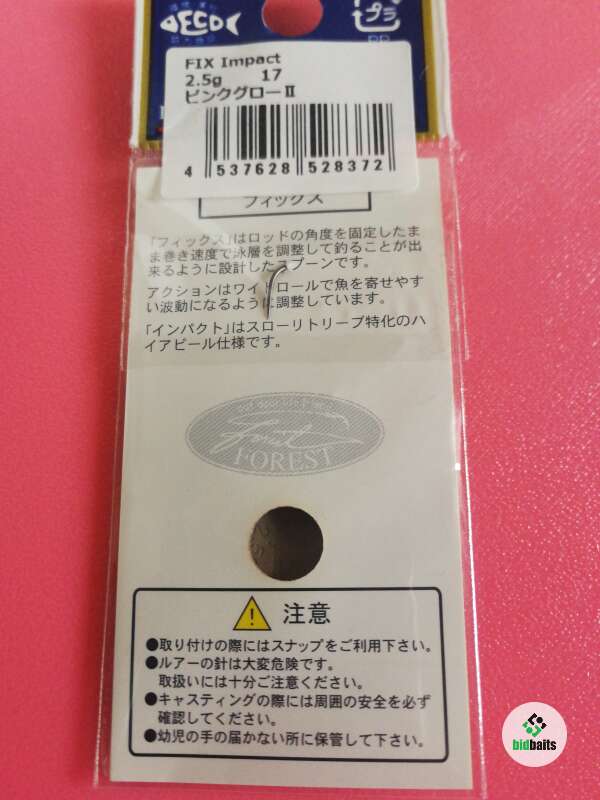 ECO
プラ
FIX Impact
2.5g 17
ピンクグローⅡ
4 537628 528372
フィックス
「フィックス」はロッドの角度を固定したま
ま巻き速度で泳層を調整して釣ることが出
来るように設計したスプーンです。
アクションはワイドロールで魚を寄せやす
い波動になるように調整しています。
「インパクト」はスローリトリーブ特化のハ
イアピール仕様です。
Forest
FOREST
注意
●取り付けの際にはスナップをご利用下さい。
●ルアーの針は大変危険です。
取扱いには十分ご注意ください。
●キャスティングの際には周囲の安全を必ず
確認してください。
●幼児の手の届かない所に保管して下さい。
bidbaits